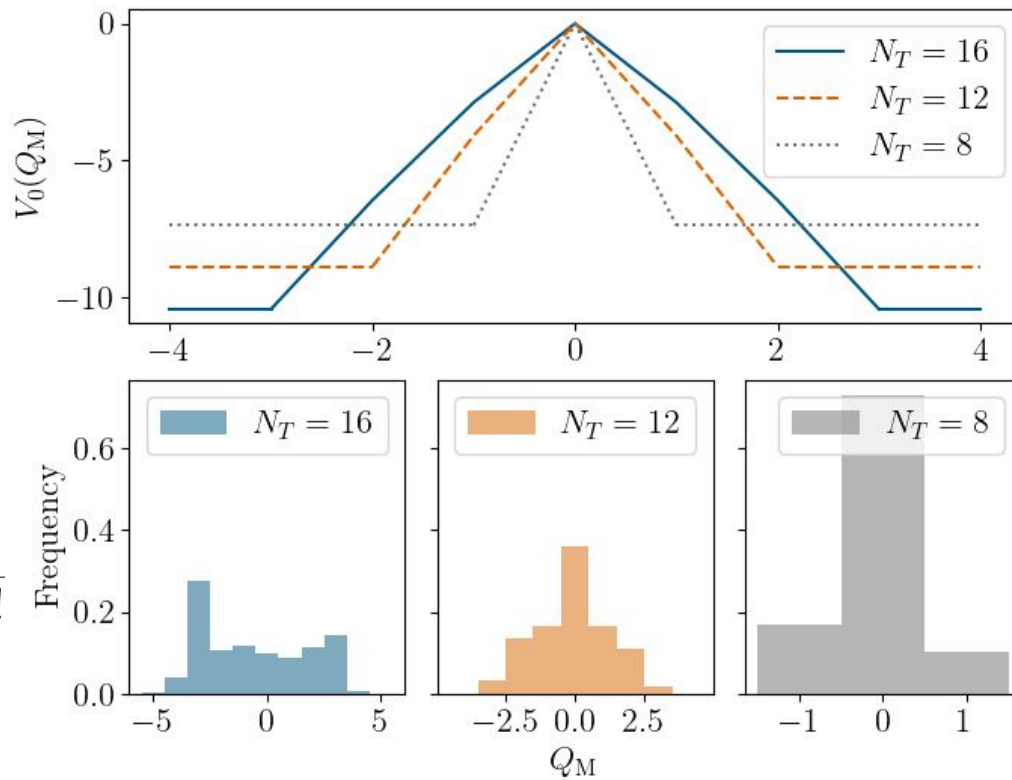 0
−5
−10
V_0(Q_M)
N_T = 16
N_T = 12
N_T = 8
−4 −2 0 2 4
N_T = 16
N_T = 12
N_T = 8
0.6
0.4
0.2
0.0
Frequency
−5 0 5
−2.5 0.0 2.5
−1 0 1
Q_M